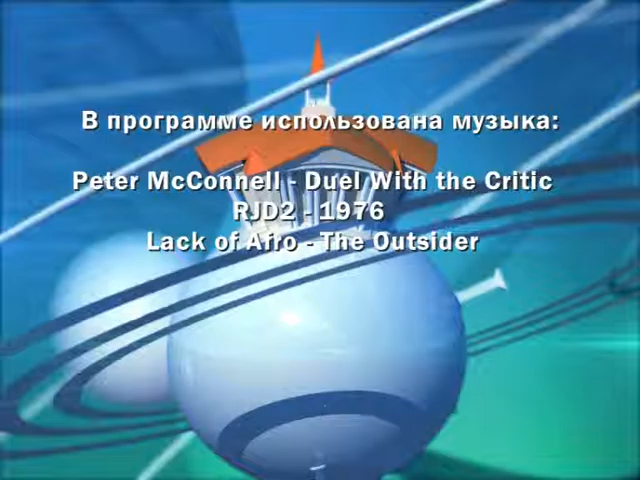 В программе использована музыка:
Peter McConnell - Duel With the Critic
RJD2 - 1976
Lack of Afro - The Outsider